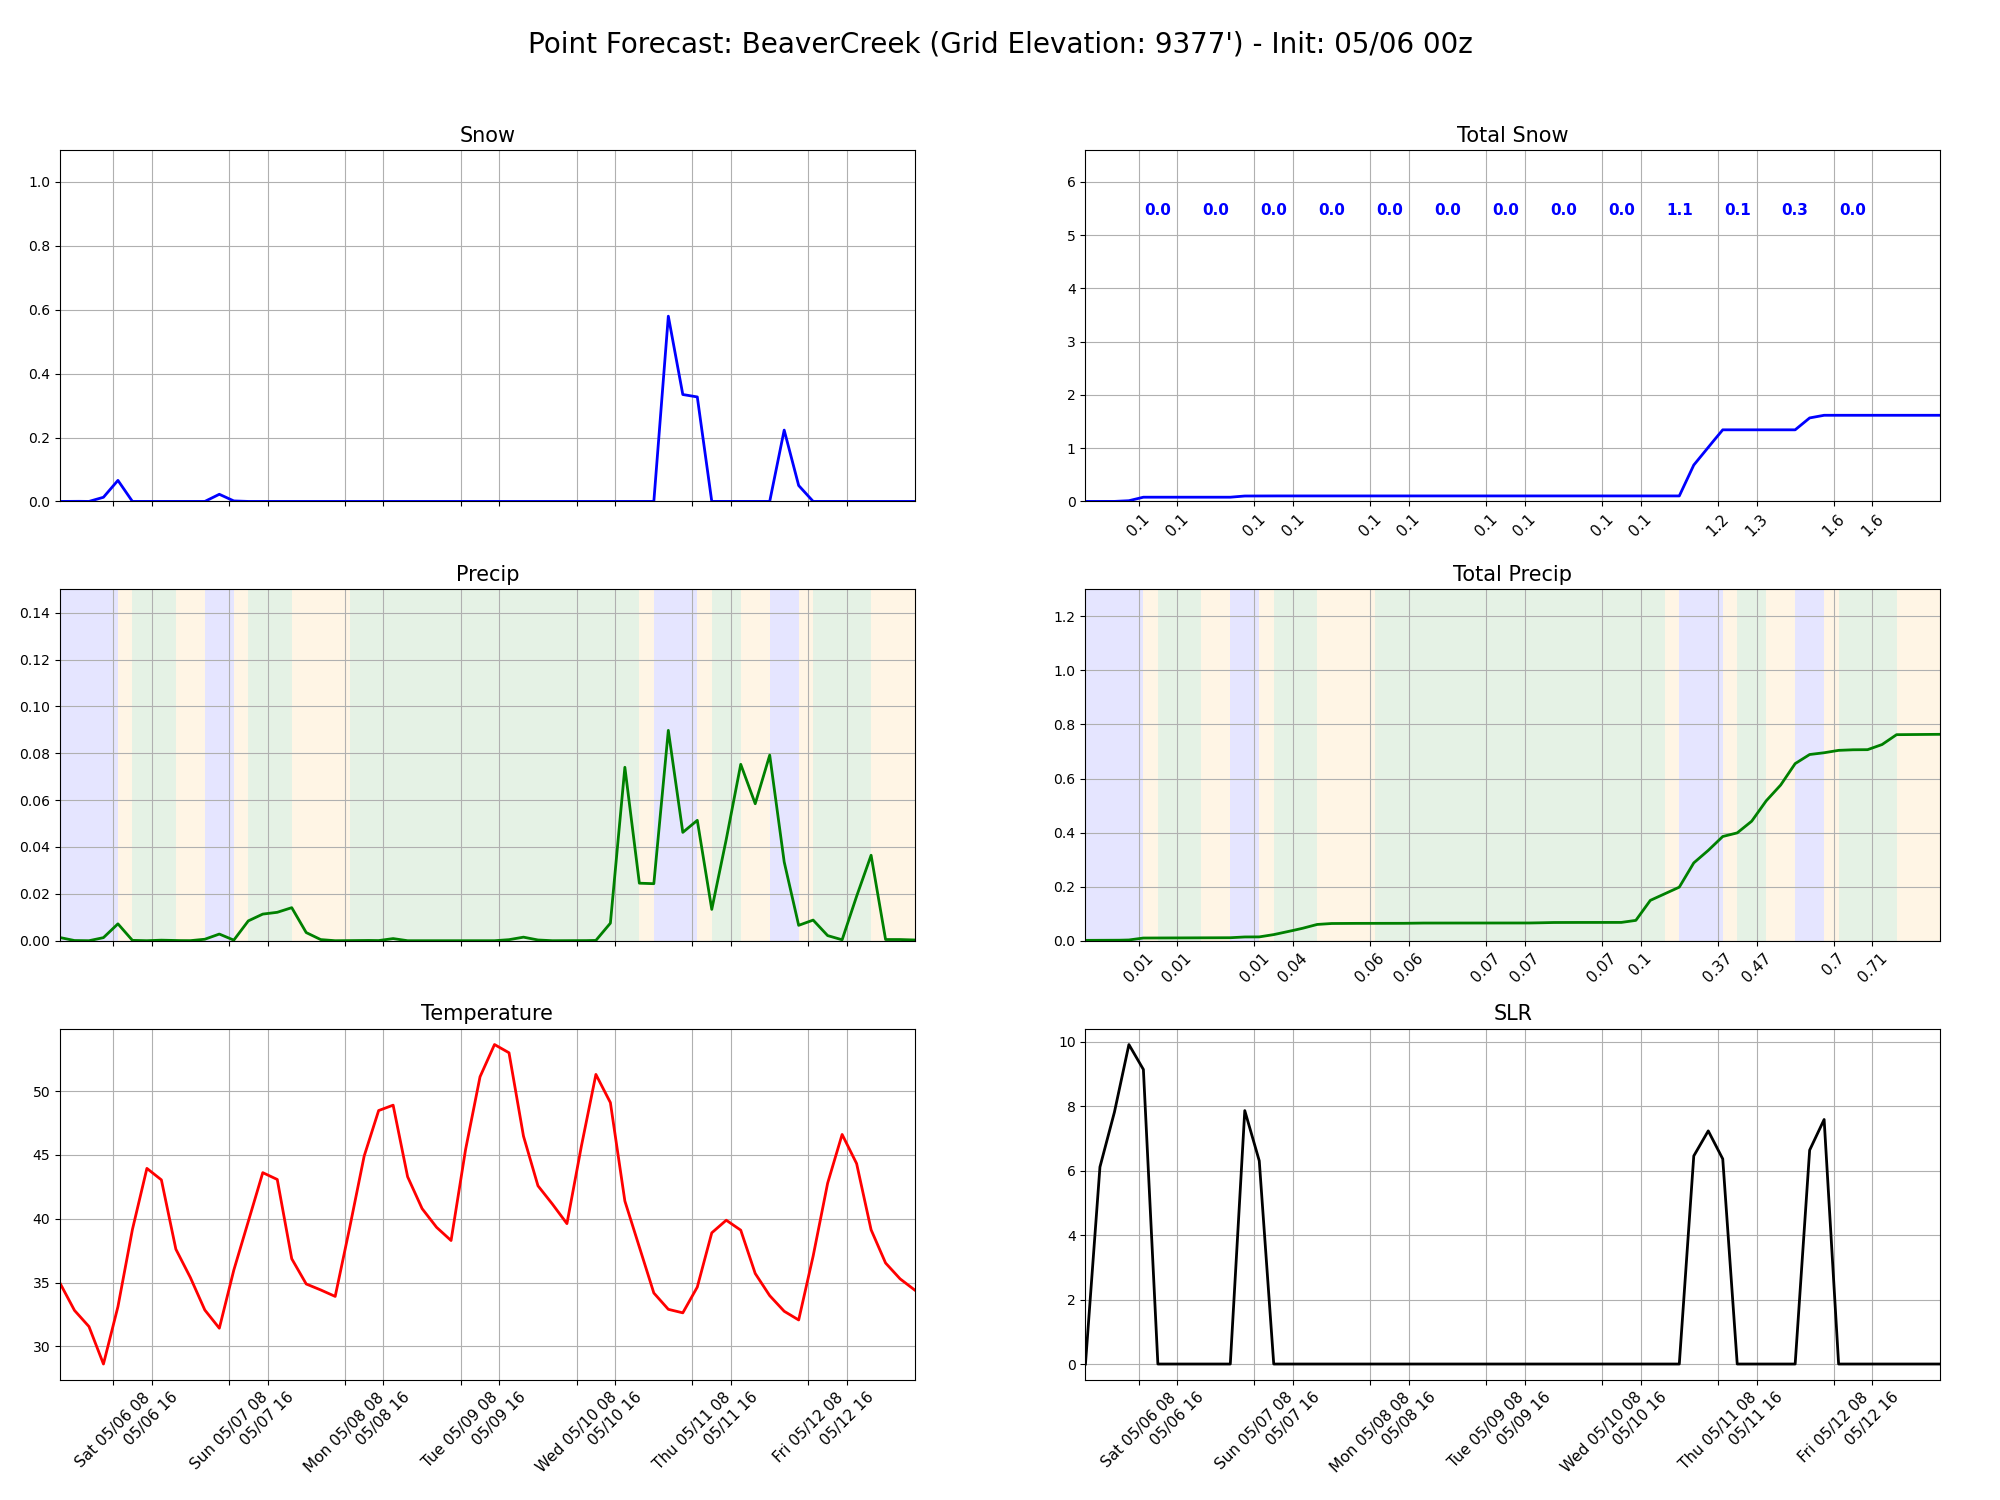 Point Forecast: BeaverCreek (Grid Elevation: 9377') - Init: 05/06 00z
Snow
1.0
0.8
0.6
0.4
0.2
0.0
Total Snow
6
5
4
3
2
1
0
0.0 0.0 0.0 0.0 0.0 0.0 0.0 0.0 0.0 1.1 0.1 0.3 0.0
0.1 0.1 0.1 0.1 0.1 0.1 0.1 0.1 0.1 0.1 1.2 1.3 1.6 1.6
Precip
0.14
0.12
0.10
0.08
0.06
0.04
0.02
0.00
Total Precip
1.2
1.0
0.8
0.6
0.4
0.2
0.0
0.01 0.01 0.01 0.04 0.06 0.06 0.07 0.07 0.07 0.1 0.37 0.47 0.7 0.71
Temperature
50
45
40
35
30
Sat 05/06 08
05/06 16
Sun 05/07 08
05/07 16
Mon 05/08 08
05/08 16
Tue 05/09 08
05/09 16
Wed 05/10 08
05/10 16
Thu 05/11 08
05/11 16
Fri 05/12 08
05/12 16
SLR
10
8
6
4
2
0
Sat 05/06 08
05/06 16
Sun 05/07 08
05/07 16
Mon 05/08 08
05/08 16
Tue 05/09 08
05/09 16
Wed 05/10 08
05/10 16
Thu 05/11 08
05/11 16
Fri 05/12 08
05/12 16